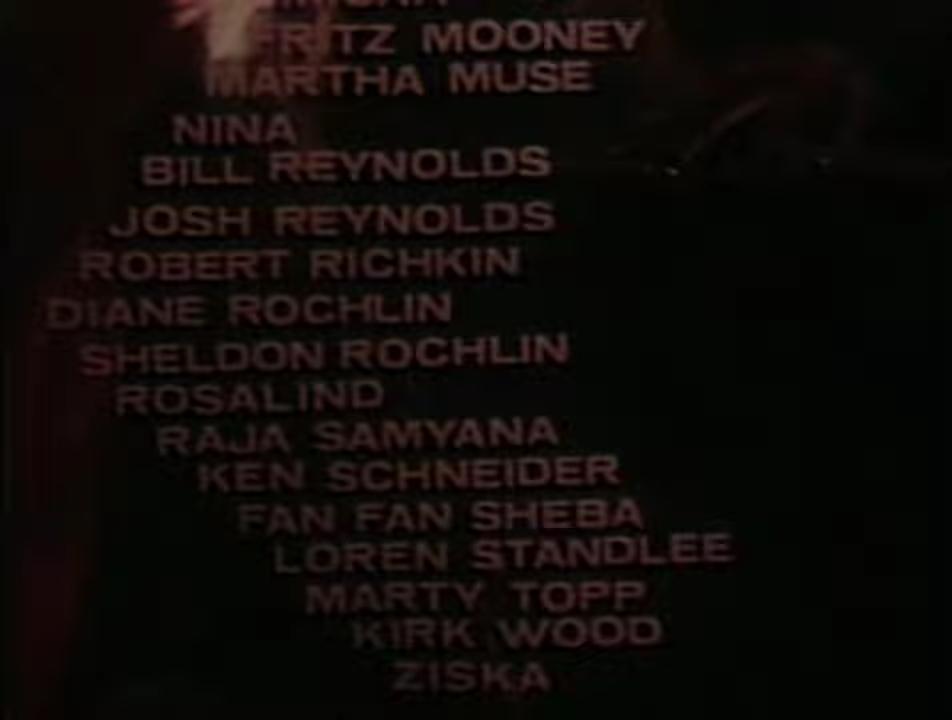 FRITZ MOONEY
MARTHA MUSE
NINA
BILL REYNOLDS
JOSH REYNOLDS
ROBERT RICHKIN
DIANE ROCHLIN
SHELDON ROCHLIN
ROSALIND
RAJA SAMYANA
KEN SCHNEIDER
FAN FAN SHEBA
LOREN STANDLEE
MARTY TOPP
KIRK WOOD
ZISKA